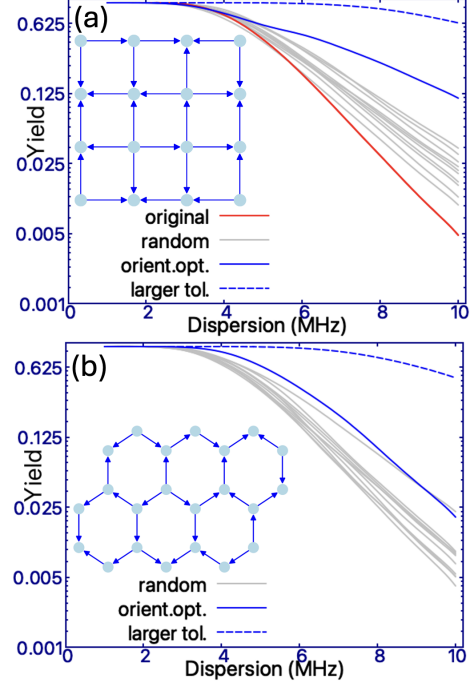 (a)
0.625
0.125
0.025
0.005
0.001
Yield
original
random
orient.opt.
larger tol.
0 2 4 6 8 10
Dispersion (MHz)
(b)
0.625
0.125
0.025
0.005
0.001
Yield
random
orient.opt.
larger tol.
0 2 4 6 8 10
Dispersion (MHz)